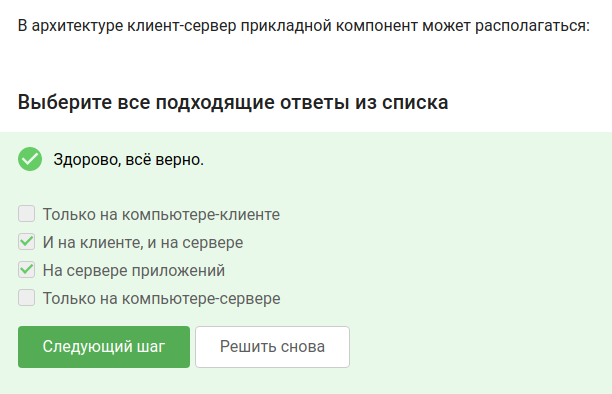 В архитектуре клиент-сервер прикладной компонент может располагаться:
Выберите все подходящие ответы из списка
Здорово, всё верно.
Только на компьютере-клиенте
И на клиенте, и на сервере
На сервере приложений
Только на компьютере-сервере
Следующий шаг
Решить снова